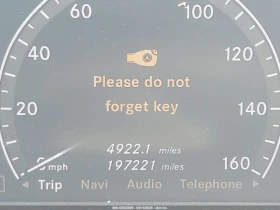 80
100
60
120
Please do not
40
forget key
140
20
4922.1 miles
197221 miles
160
mph
Trip Navi Audio Telephone